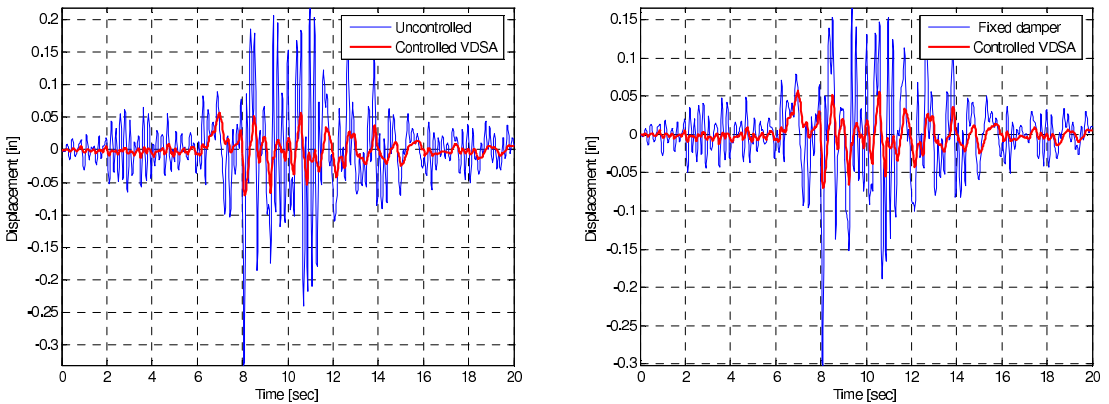 Uncontrolled
Controlled VDSA
0.2
0.15
0.1
0.05
0
-0.05
-0.1
-0.15
-0.2
-0.25
-0.3
Displacement [in]
0 2 4 6 8 10 12 14 16 18 20
Time [sec]
Fixed damper
Controlled VDSA
0.15
0.1
0.05
0
-0.05
-0.1
-0.15
-0.2
-0.25
-0.3
Displacement [in]
0 2 4 6 8 10 12 14 16 18 20
Time [sec]